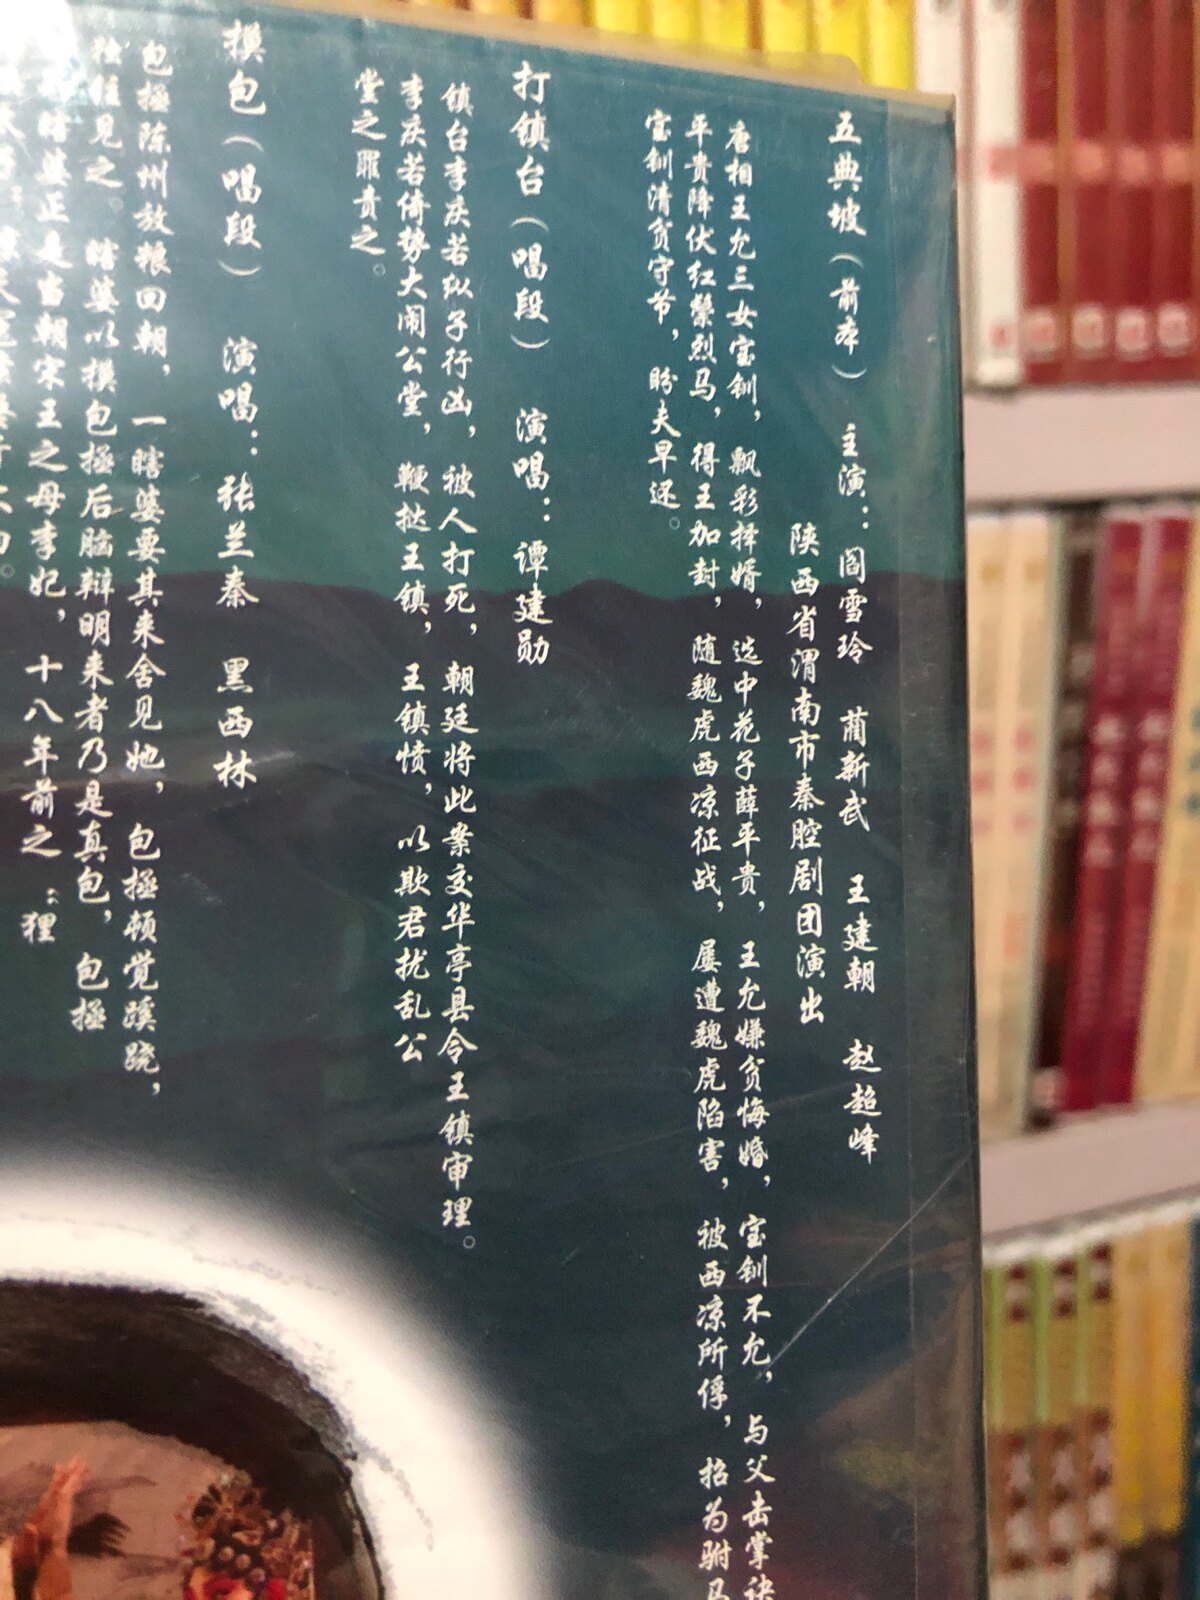 五典坡（前本） 主演：阎雪玲 蔺新武 王建朝 赵超峰
陕西省渭南市秦腔剧团演出
唐相王允三女宝钏，飘彩择婿，选中花子薛平贵，王允嫌贫悔婚，宝钏不允，与父击掌诀
平贵降伏红鬃烈马，得王加封，随魏虎西凉征战，屡遭魏虎陷害，被西凉所俘，招为驸马
宝钏清贫守节，盼夫早还。
打镇台（唱段） 演唱：谭建勋
镇台李庆若纵子行凶，被人打死，朝廷将此案交华亭县令王镇审理。
李庆若倚势大闹公堂，鞭挞王镇，王镇愤，以欺君扰乱公
堂之罪责之。
摸包（唱段） 演唱：张兰秦 黑西林
包拯陈州放粮回朝，一瞎婆要其来舍见她，包拯顿觉蹊跷，
见之。瞎婆以摸包拯后脑辩明来者乃是真包，包拯
瞎婆正是当朝宋王之母李妃，十八年前之“狸